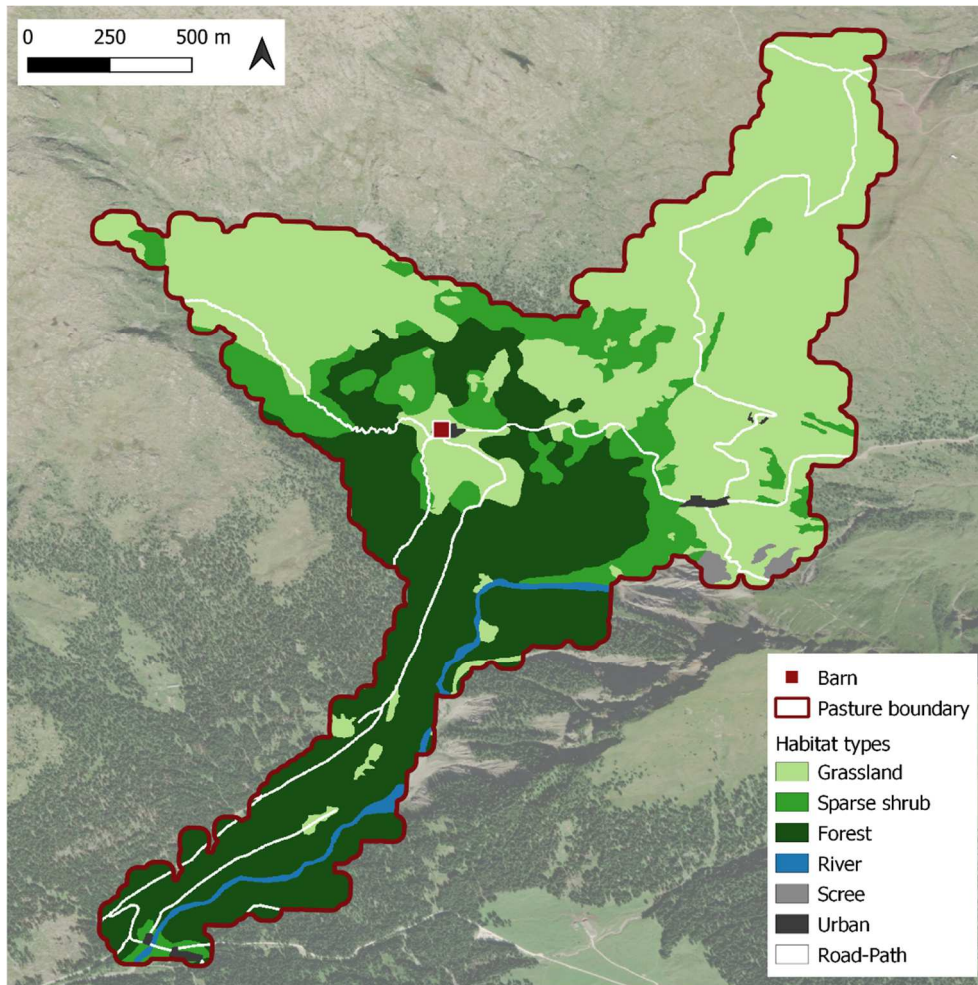 0 250 500 m
Barn
Pasture boundary
Habitat types
Grassland
Sparse shrub
Forest
River
Scree
Urban
Road-Path